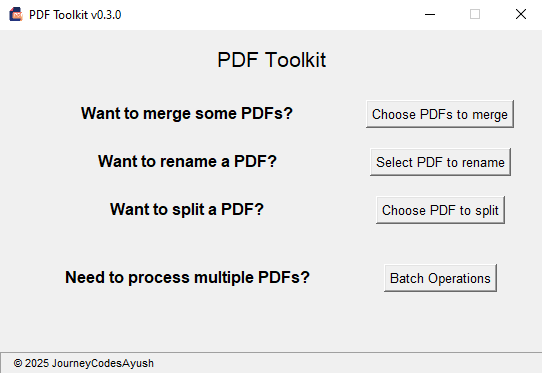 PDF Toolkit v0.3.0
PDF Toolkit
Want to merge some PDFs? Choose PDFs to merge
Want to rename a PDF? Select PDF to rename
Want to split a PDF? Choose PDF to split
Need to process multiple PDFs? Batch Operations
© 2025 JourneyCodesAyush